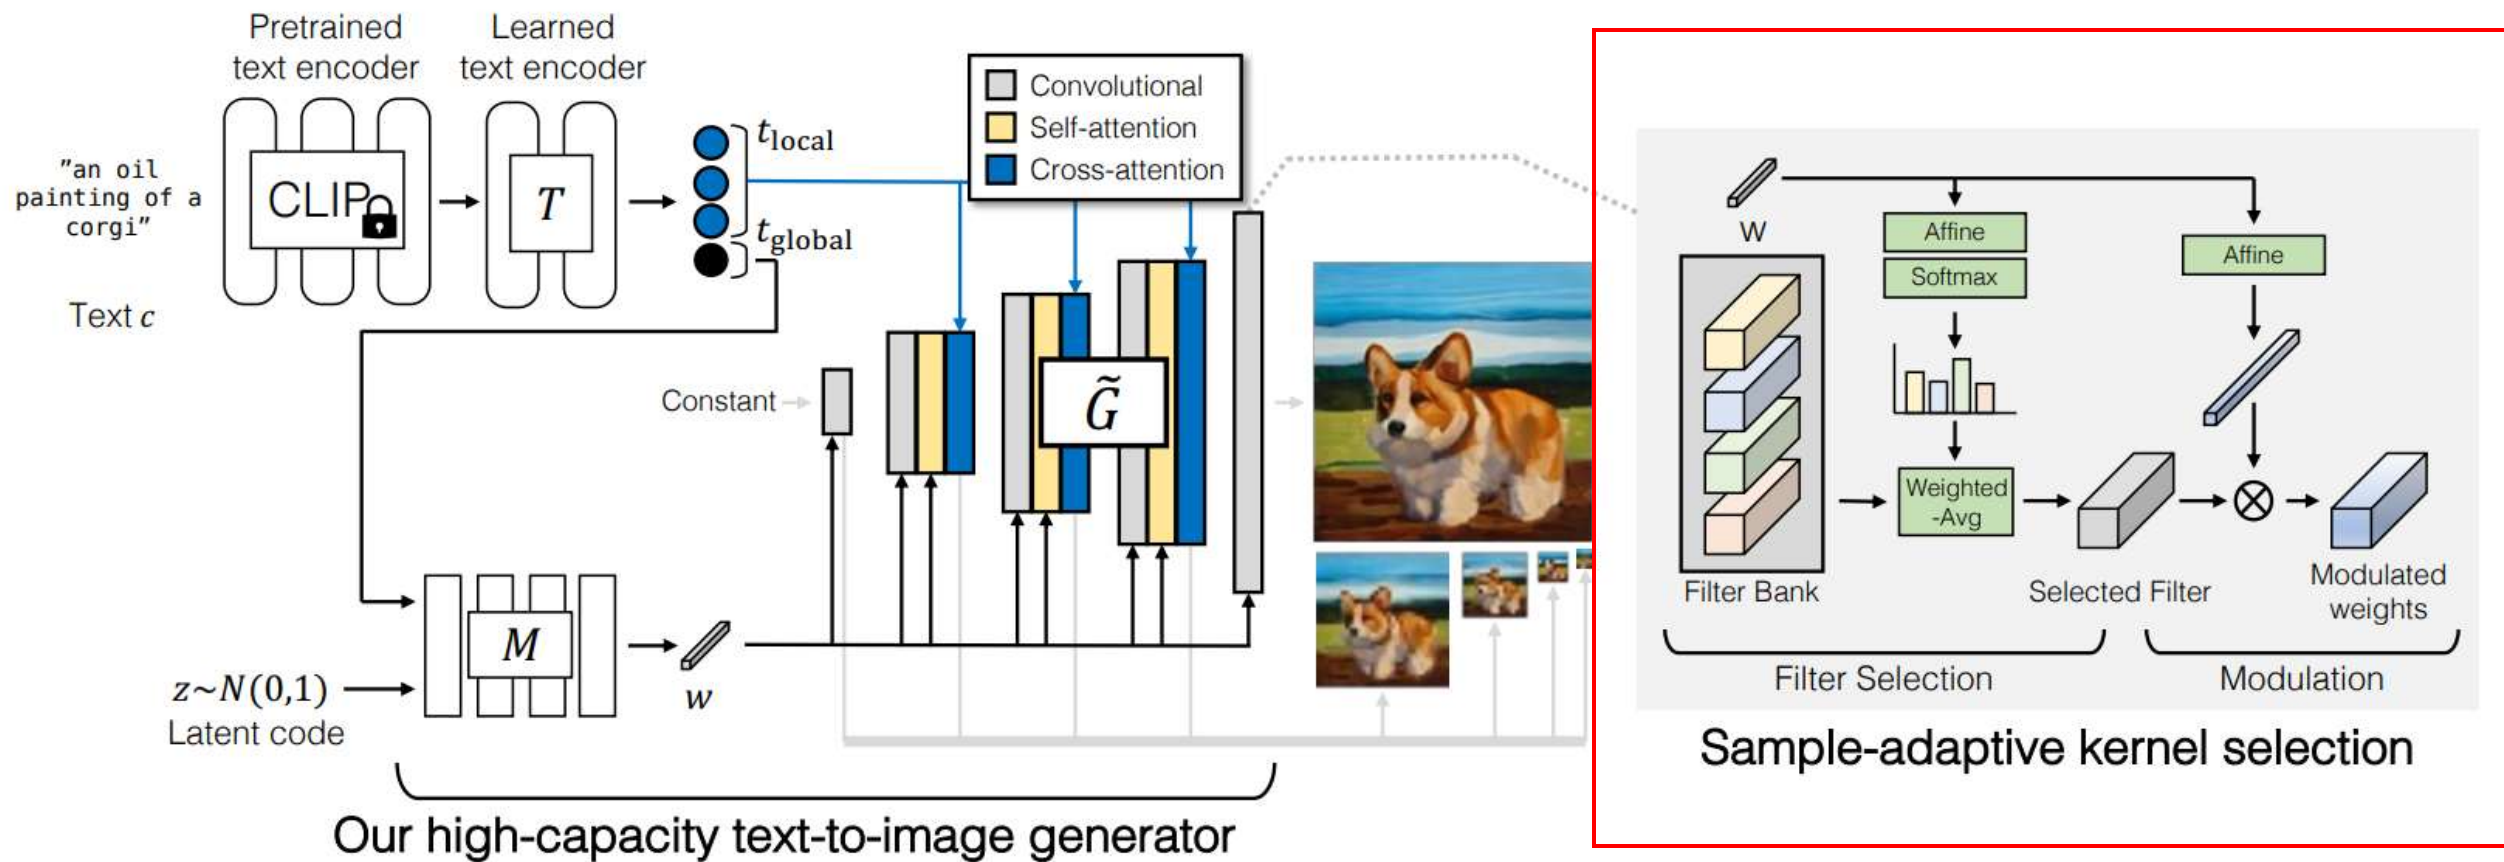 Pretrained
text encoder
Learned
text encoder
"an oil
painting of a
corgi"
CLIP
T
t_local
t_global
Text c
Convolutional
Self-attention
Cross-attention
Constant
G̃
M
z~N(0,1)
Latent code
w
Our high-capacity text-to-image generator
W
Affine
Softmax
Affine
Weighted
-Avg
Filter Bank
Selected Filter
Modulated
weights
Filter Selection
Modulation
Sample-adaptive kernel selection